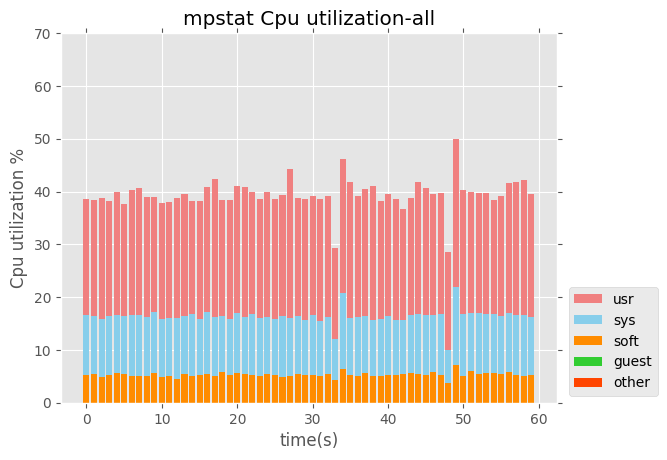 mpstat Cpu utilization-all
70
60
50
40
30
20
10
0
Cpu utilization %
0 10 20 30 40 50 60
time(s)
usr
sys
soft
guest
other